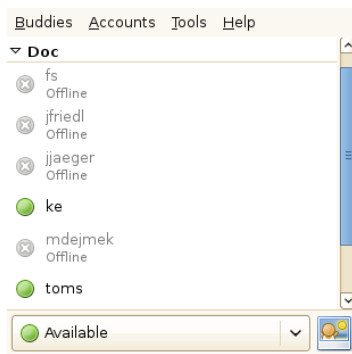 Buddies Accounts Tools Help
Doc
fs
Offline
jfriedl
Offline
jjaeger
Offline
ke
mdejmek
Offline
toms
Available